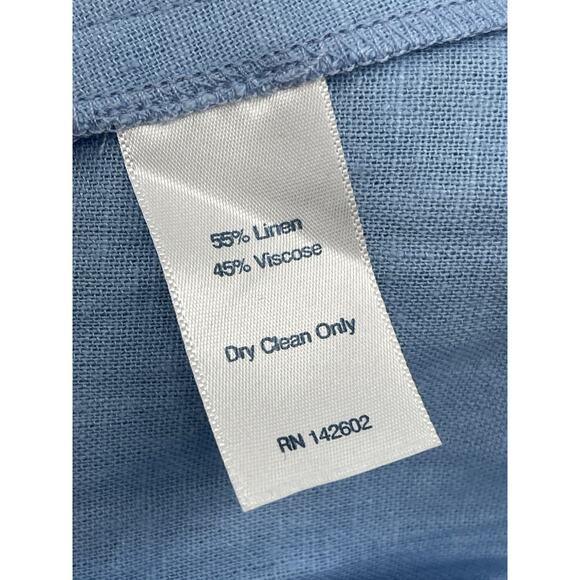 55% Linen
45% Viscose
Dry Clean Only
RN 142602